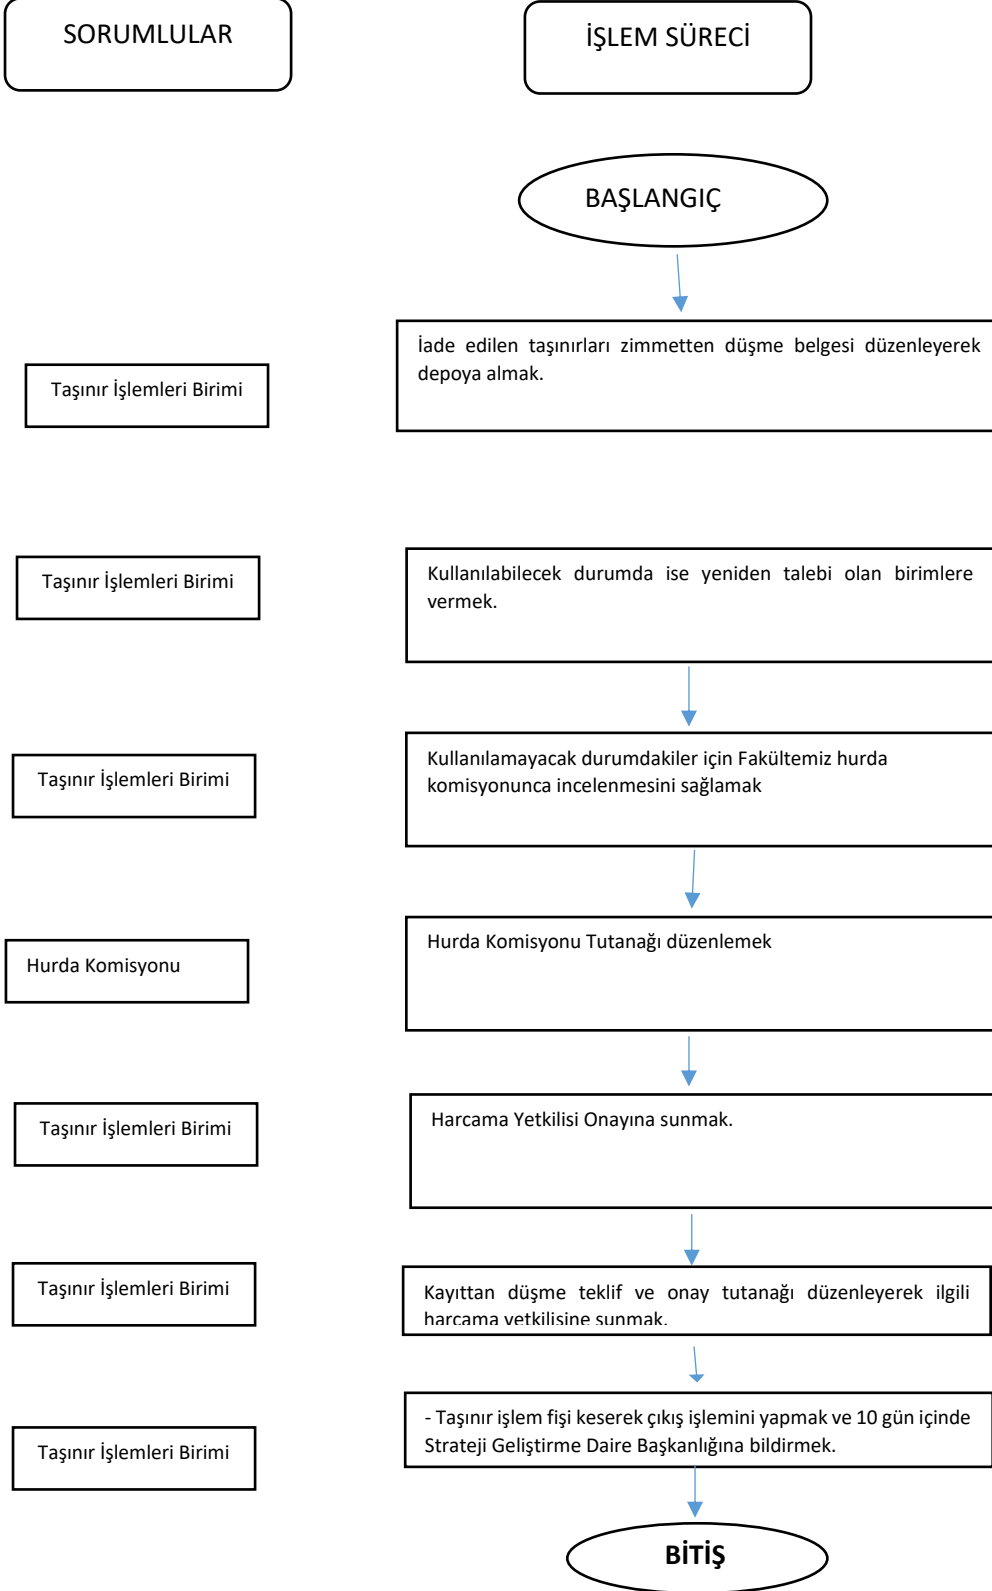 SORUMLULAR
İŞLEM SÜRECİ
BAŞLANGIÇ
Taşınır İşlemleri Birimi
İade edilen taşınırları zimmetten düşme belgesi düzenleyerek
depoya almak.
Taşınır İşlemleri Birimi
Kullanılabilecek durumda ise yeniden talebi olan birimlere
vermek.
Taşınır İşlemleri Birimi
Kullanılamayacak durumdakiler için Fakültemiz hurda
komisyonunca incelenmesini sağlamak
Hurda Komisyonu
Hurda Komisyonu Tutanağı düzenlemek
Taşınır İşlemleri Birimi
Harcama Yetkilisi Onayına sunmak.
Taşınır İşlemleri Birimi
Kayıttan düşme teklif ve onay tutanağı düzenleyerek ilgili
harcama yetkilisine sunmak.
Taşınır İşlemleri Birimi
- Taşınır işlem fişi keserek çıkış işlemini yapmak ve 10 gün içinde
Strateji Geliştirme Daire Başkanlığına bildirmek.
BİTİŞ